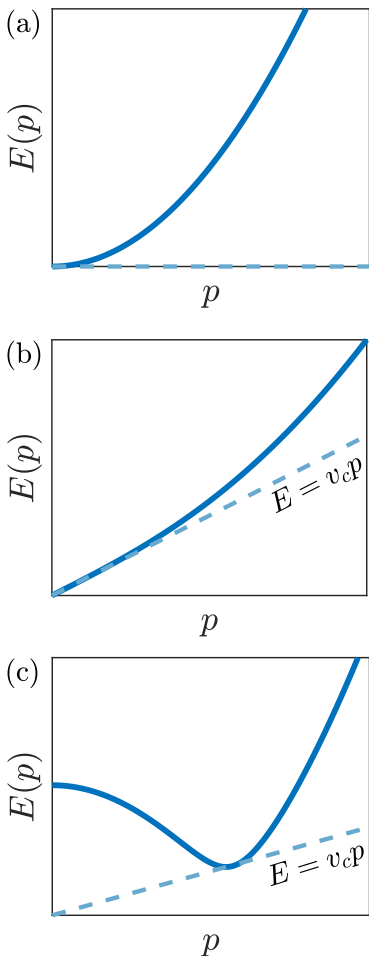 (a)
E(p)
p
(b)
E(p)
E = v_c p
p
(c)
E(p)
E = v_c p
p